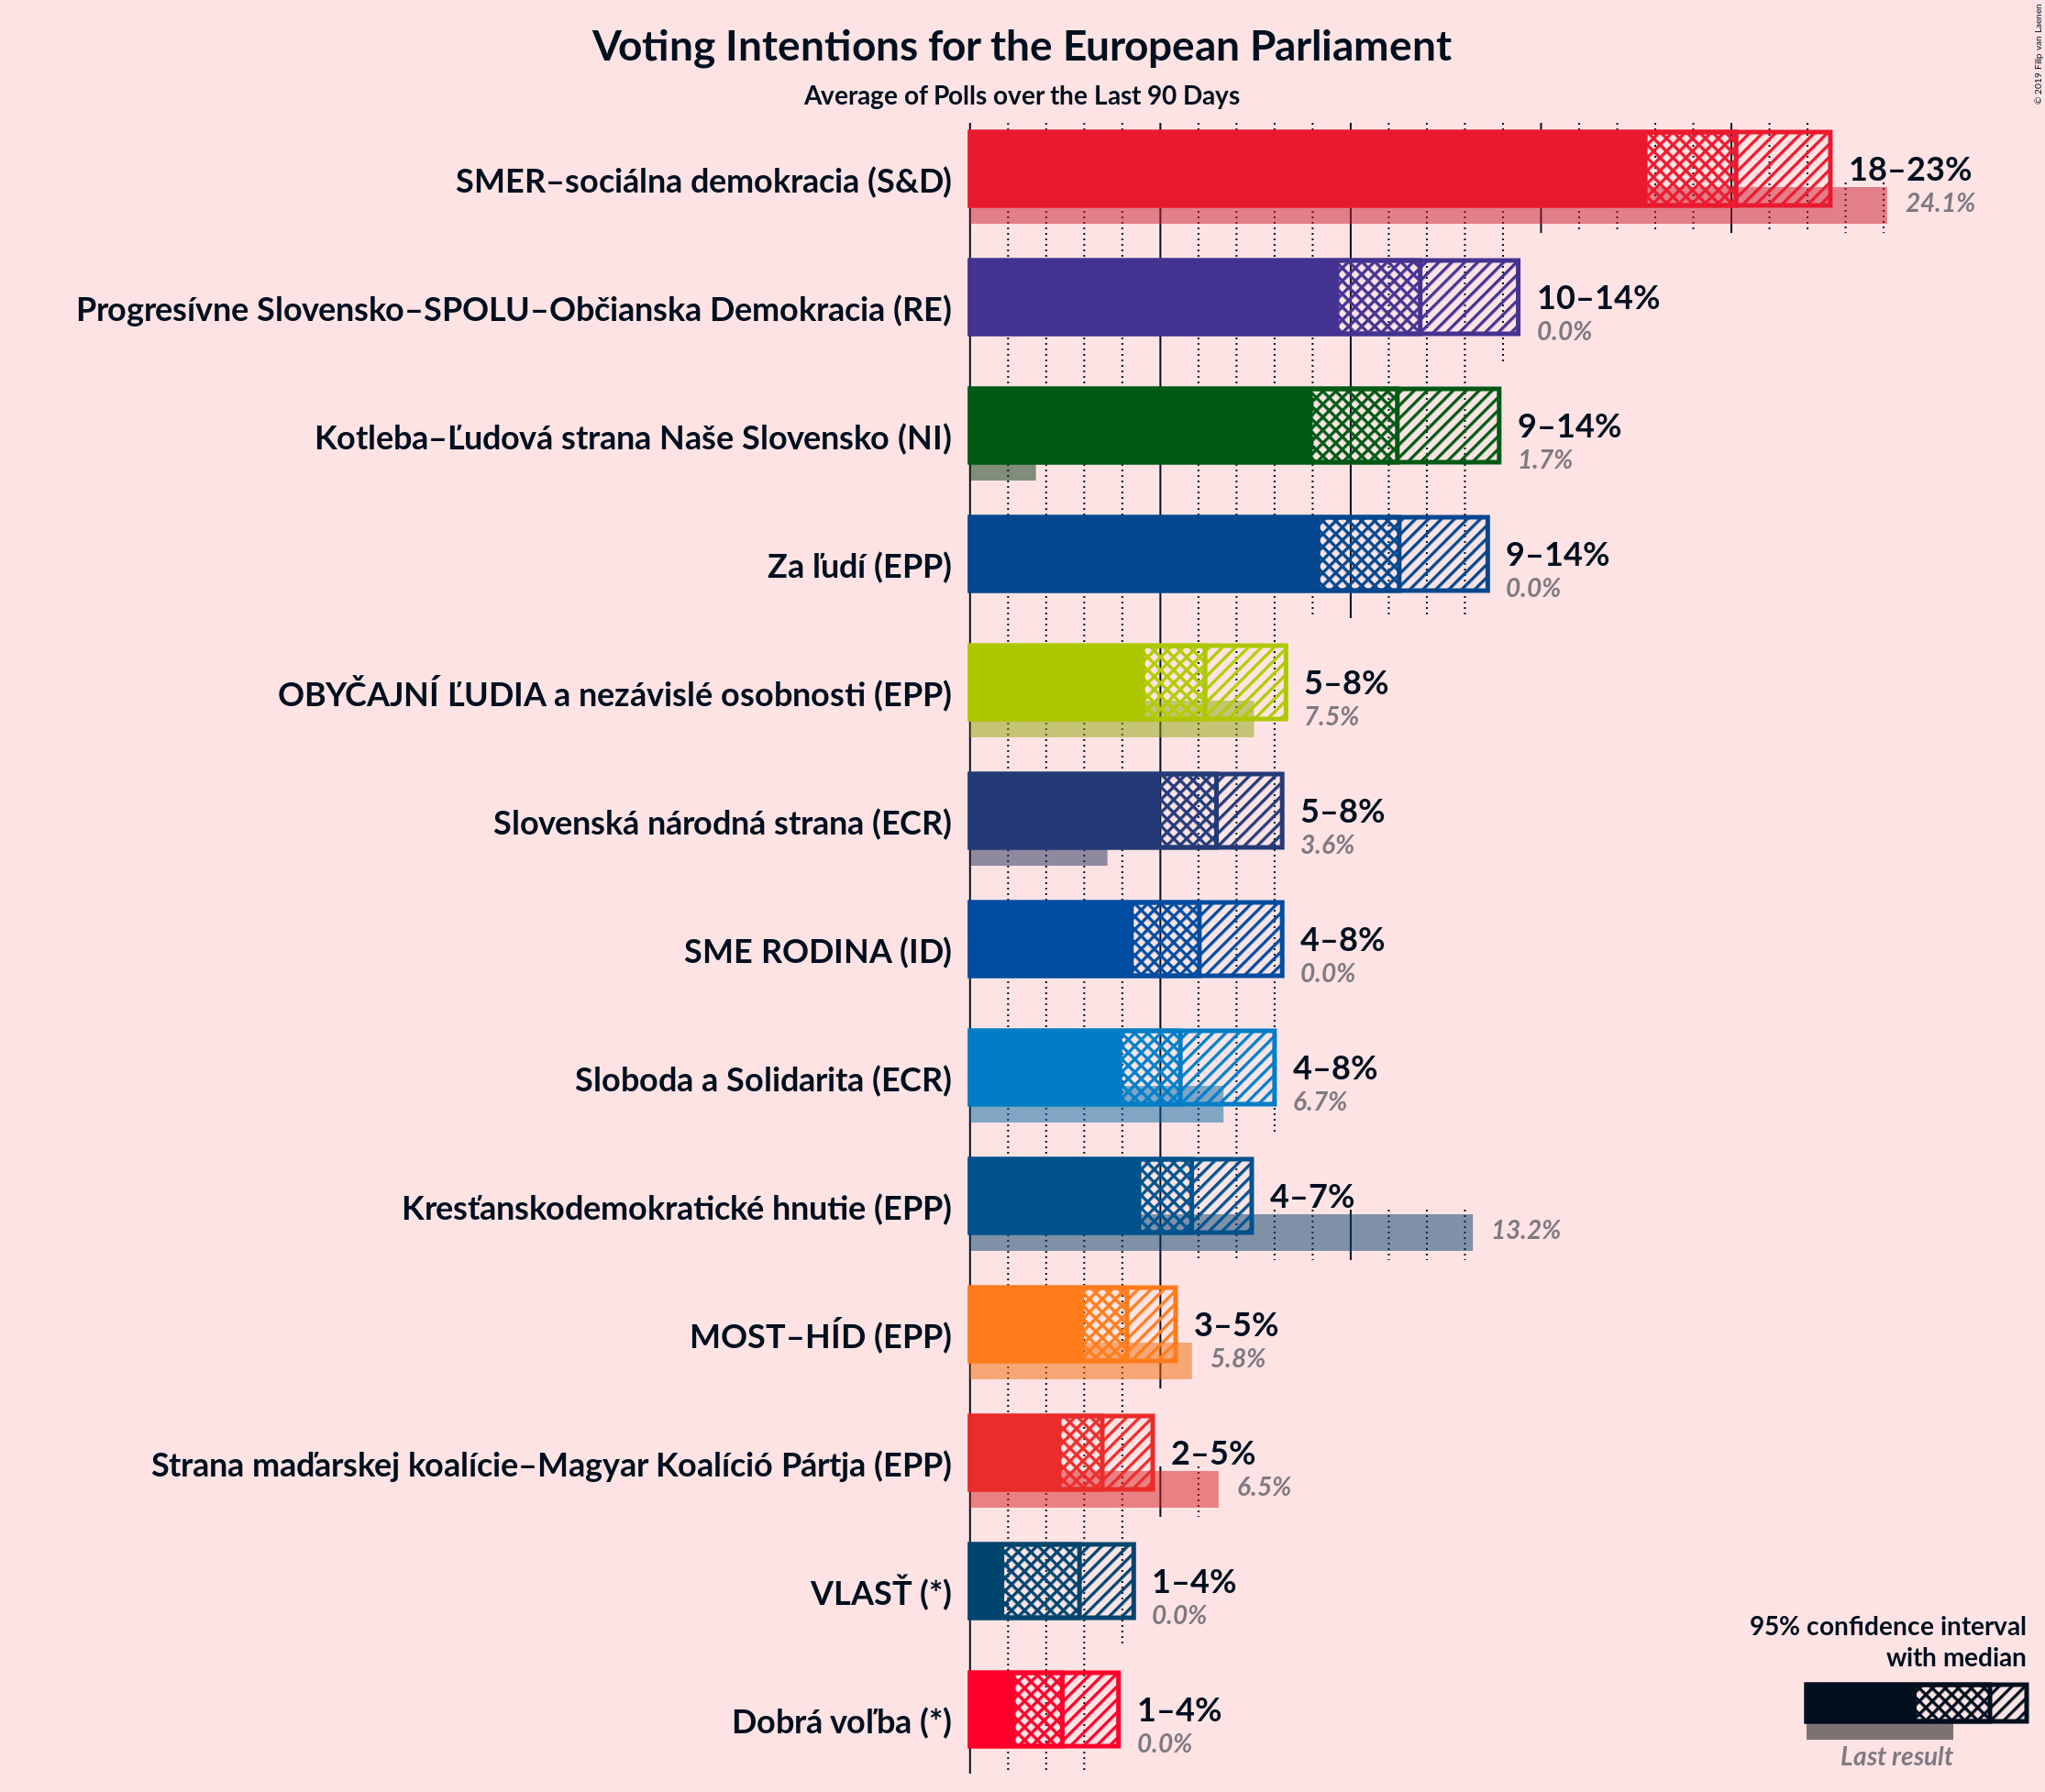 © 2019 Filip van Laenen
Voting Intentions for the European Parliament
Average of Polls over the Last 90 Days
SMER–sociálna demokracia (S&D)
18–23%
24.1%
Progresívne Slovensko–SPOLU–Občianska Demokracia (RE)
10–14%
0.0%
Kotleba–Ľudová strana Naše Slovensko (NI)
9–14%
1.7%
Za ľudí (EPP)
9–14%
0.0%
OBYČAJNÍ ĽUDIA a nezávislé osobnosti (EPP)
5–8%
7.5%
Slovenská národná strana (ECR)
5–8%
3.6%
SME RODINA (ID)
4–8%
0.0%
Sloboda a Solidarita (ECR)
4–8%
6.7%
Kresťanskodemokratické hnutie (EPP)
4–7%
13.2%
MOST–HÍD (EPP)
3–5%
5.8%
Strana maďarskej koalície–Magyar Koalíció Pártja (EPP)
2–5%
6.5%
VLASŤ (*)
1–4%
0.0%
Dobrá voľba (*)
1–4%
0.0%
95% confidence interval
with median
Last result